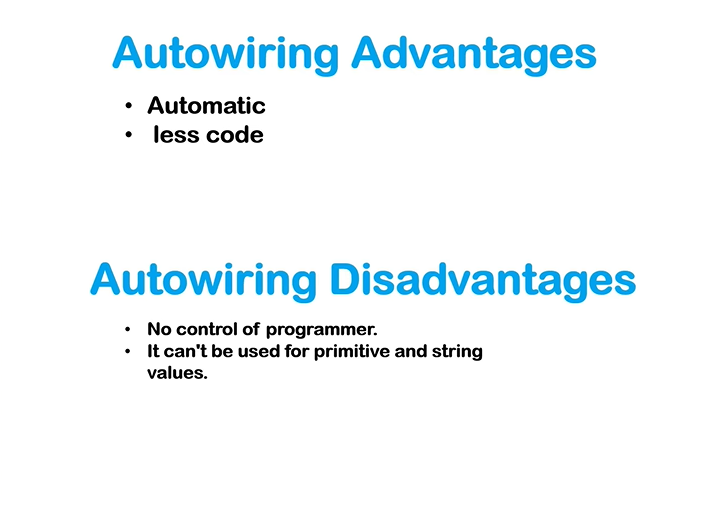 Autowiring Advantages
• Automatic
• less code
Autowiring Disadvantages
• No control of programmer.
• It can't be used for primitive and string
values.